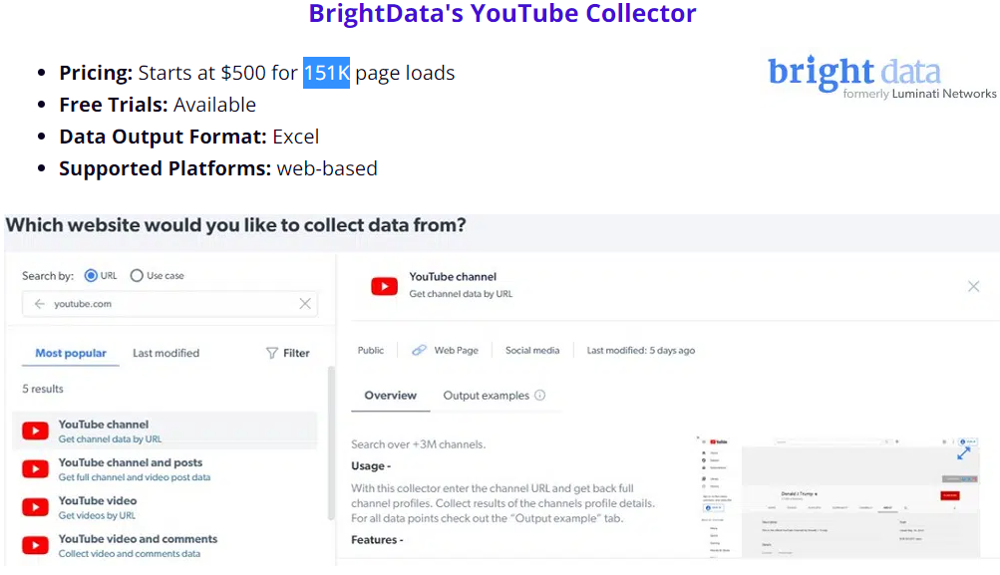 BrightData's YouTube Collector
Pricing: Starts at $500 for 151K page loads
Free Trials: Available
Data Output Format: Excel
Supported Platforms: web-based
bright data
formerly Luminati Networks
Which website would you like to collect data from?
Search by: URL Use case
youtube.com
Most popular Last modified Filter
5 results
YouTube channel
Get channel data by URL
YouTube channel and posts
Get full channel and video post data
YouTube video
Get videos by URL
YouTube video and comments
Collect video and comments data
YouTube channel
Get channel data by URL
Public Web Page Social media Last modified: 5 days ago
Overview Output examples
Search over +3M channels.
Usage -
With this collector enter the channel URL and get back full
channel profiles. Collect results of the channels profile details.
For all data points check out the “Output example” tab.
Features -
Donald J Trump